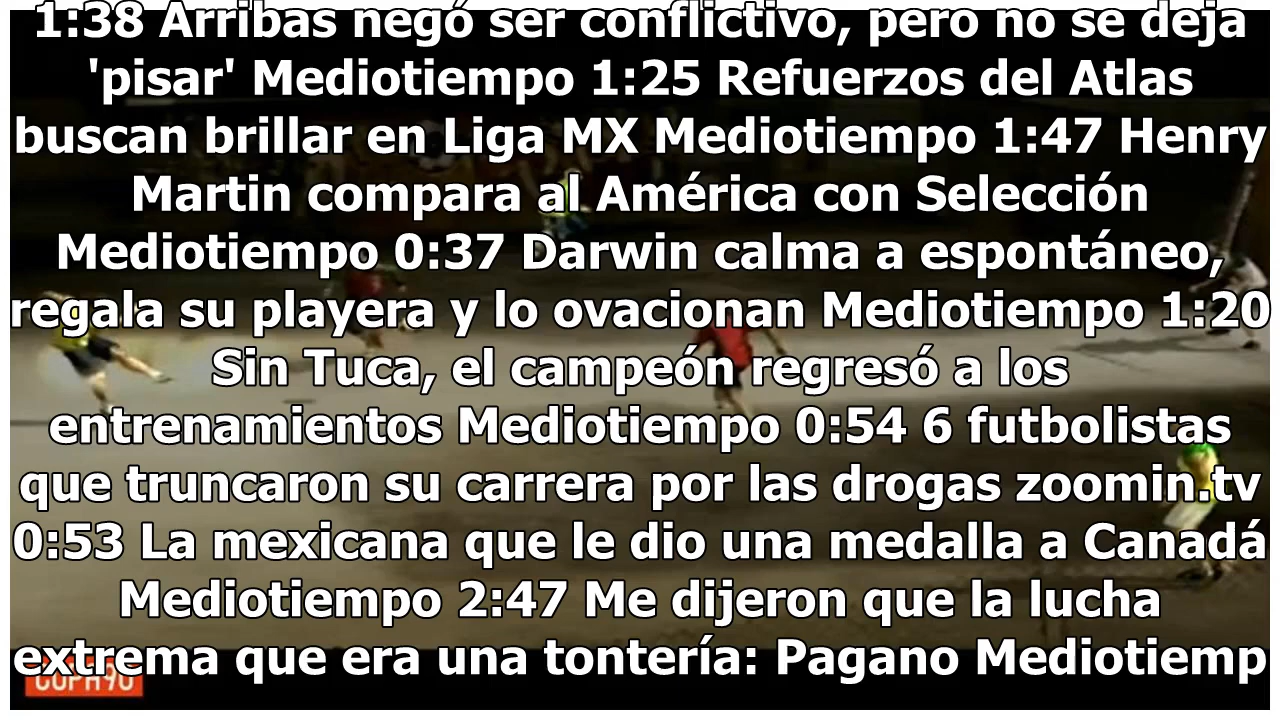 1:38 Arribas negó ser conflictivo, pero no se deja
'pisar' Mediotiempo 1:25 Refuerzos del Atlas
buscan brillar en Liga MX Mediotiempo 1:47 Henry
Martin compara al América con Selección
Mediotiempo 0:37 Darwin calma a espontáneo,
regala su playera y lo ovacionan Mediotiempo 1:20
Sin Tuca, el campeón regresó a los
entrenamientos Mediotiempo 0:54 6 futbolistas
que truncaron su carrera por las drogas zoomin.tv
0:53 La mexicana que le dio una medalla a Canadá
Mediotiempo 2:47 Me dijeron que la lucha
extrema que era una tontería: Pagano Mediotiemp
COPA90